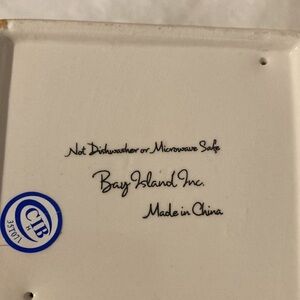 Not Dishwasher or Microwave Safe
Bay Island Inc.
Made in China
CIB